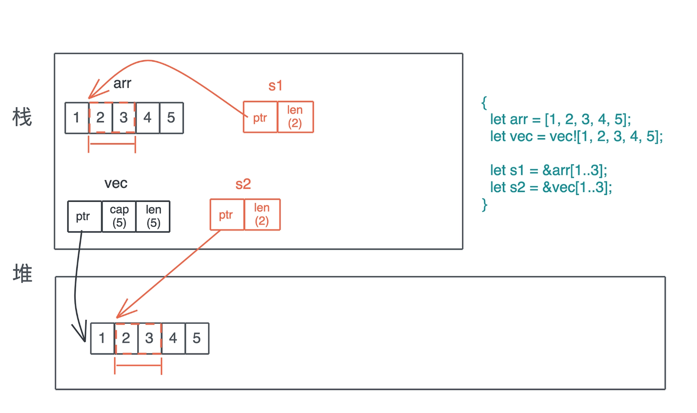 栈
arr
s1
1 2 3 4 5
ptr
len
(2)
vec
s2
ptr
cap
(5)
len
(5)
ptr
len
(2)
{
let arr = [1, 2, 3, 4, 5];
let vec = vec![1, 2, 3, 4, 5];
let s1 = &arr[1..3];
let s2 = &vec[1..3];
}
堆
1 2 3 4 5